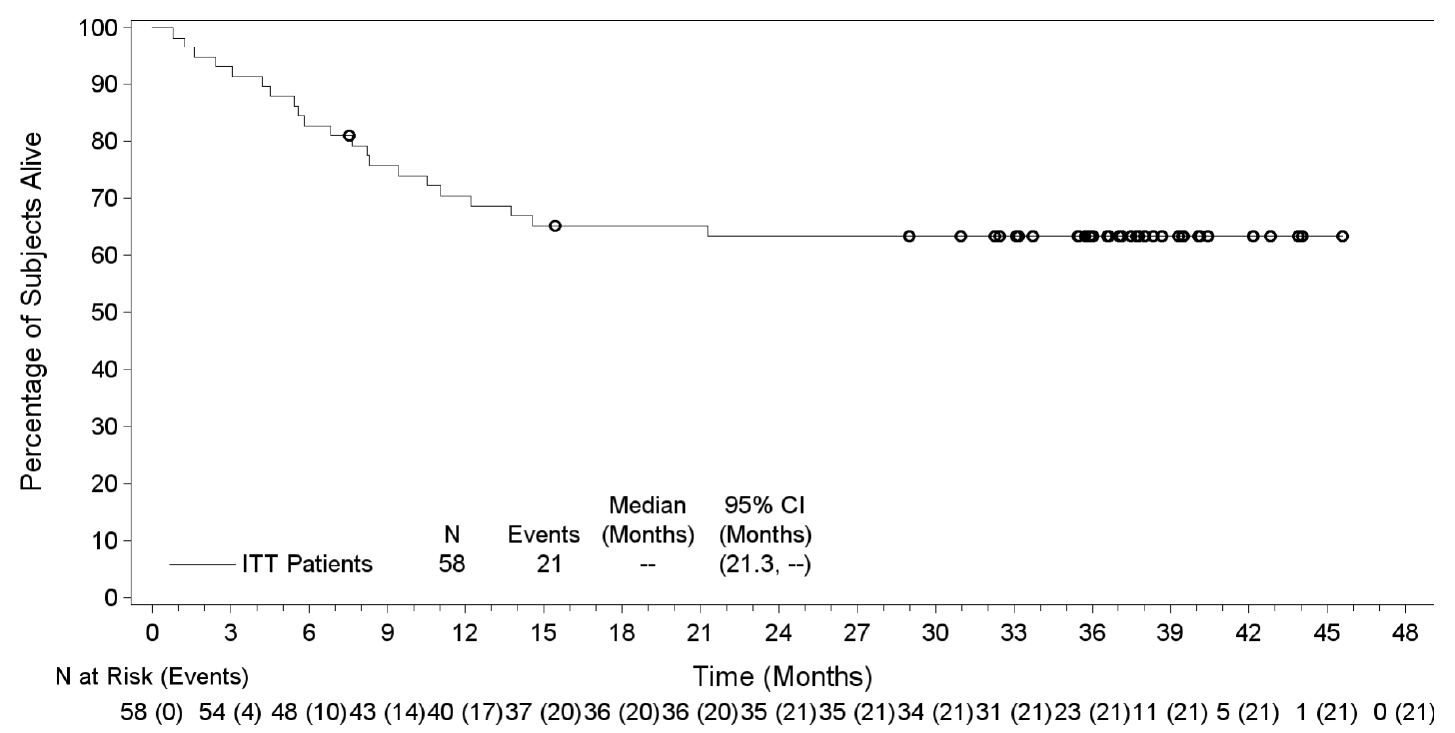 100
90
80
70
60
50
40
30
20
10
0
Percentage of Subjects Alive
Median 95% CI
N Events (Months) (Months)
ITT Patients 58 21 -- (21.3, --)
0 3 6 9 12 15 18 21 24 27 30 33 36 39 42 45 48
N at Risk (Events) Time (Months)
58 (0) 54 (4) 48 (10) 43 (14) 40 (17) 37 (20) 36 (20) 36 (20) 35 (21) 35 (21) 34 (21) 31 (21) 23 (21) 11 (21) 5 (21) 1 (21) 0 (21)